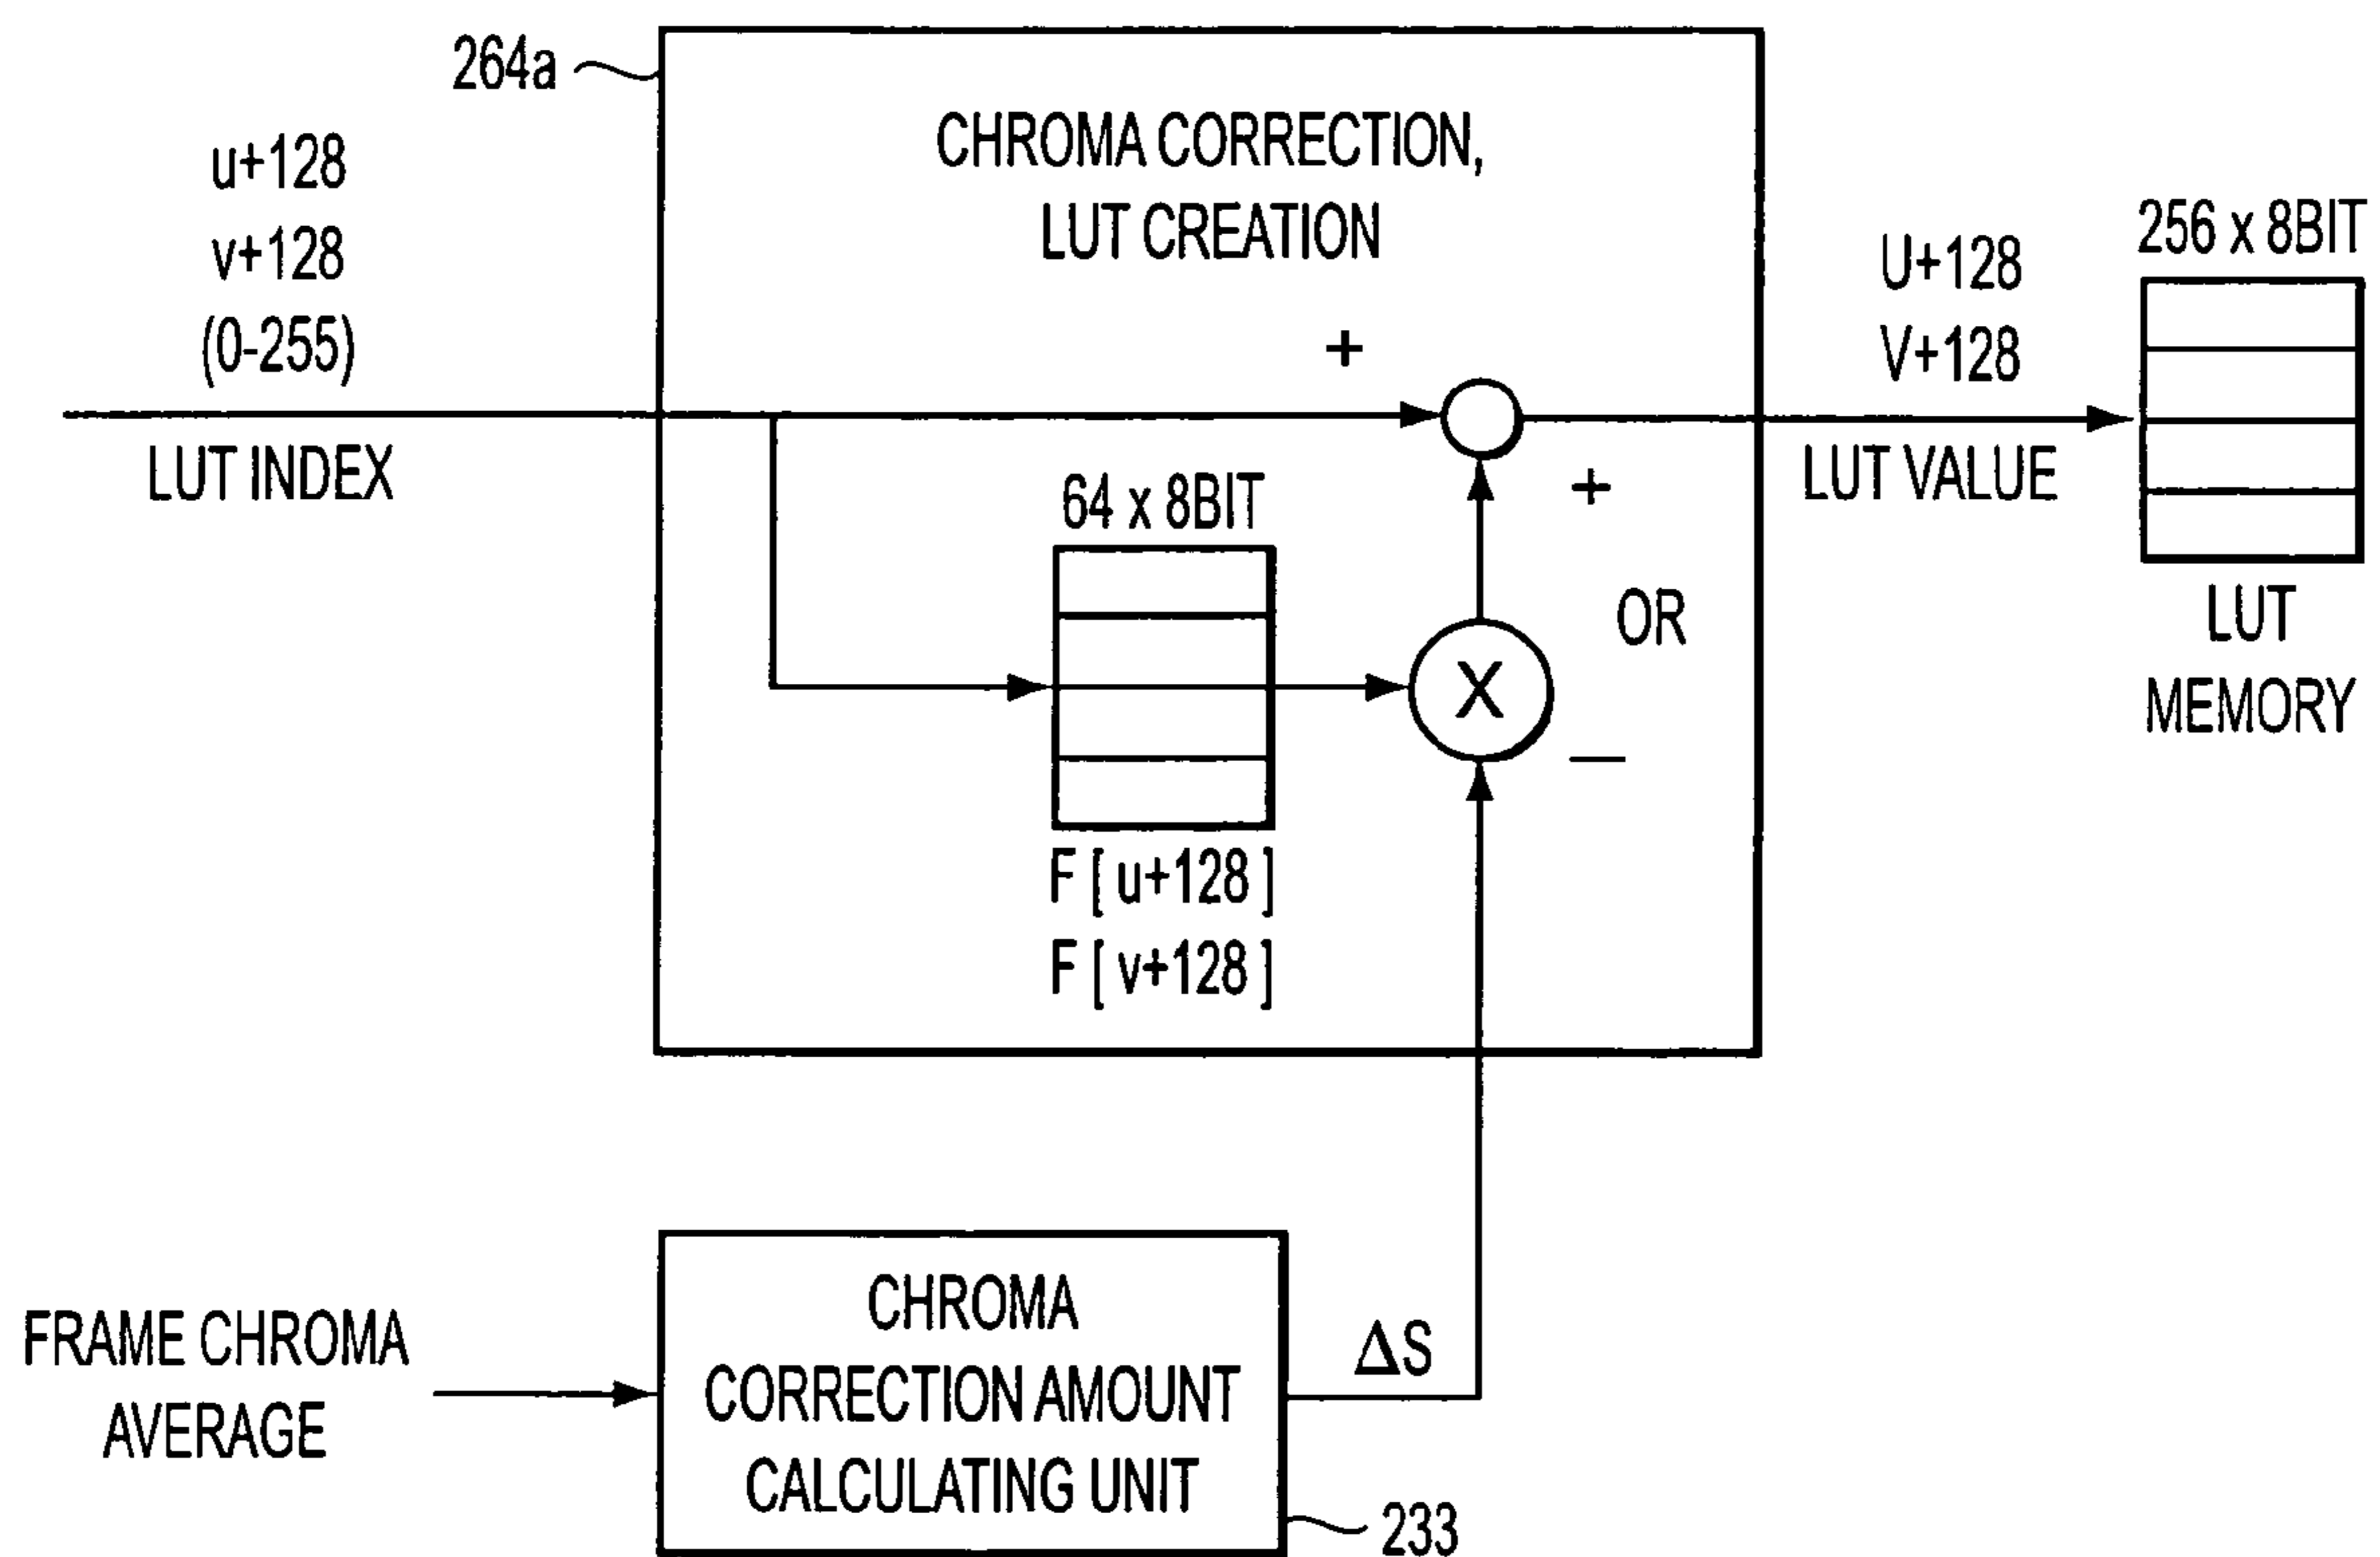 264a
CHROMA CORRECTION,
LUT CREATION
u+128
v+128
(0-255)
LUT INDEX
+
64 x 8BIT
F [ u+128 ]
F [ v+128 ]
X
+
OR
—
U+128
V+128
LUT VALUE
256 x 8BIT
LUT
MEMORY
FRAME CHROMA
AVERAGE
CHROMA
CORRECTION AMOUNT
CALCULATING UNIT
ΔS
233